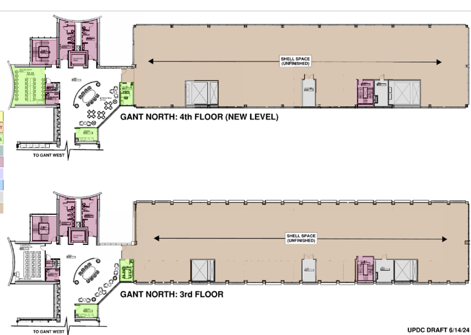 SHELL SPACE
(UNFINISHED)
GANT NORTH: 4th FLOOR (NEW LEVEL)
TO GANT WEST
SHELL SPACE
(UNFINISHED)
GANT NORTH: 3rd FLOOR
TO GANT WEST
UPDC DRAFT 6/14/24